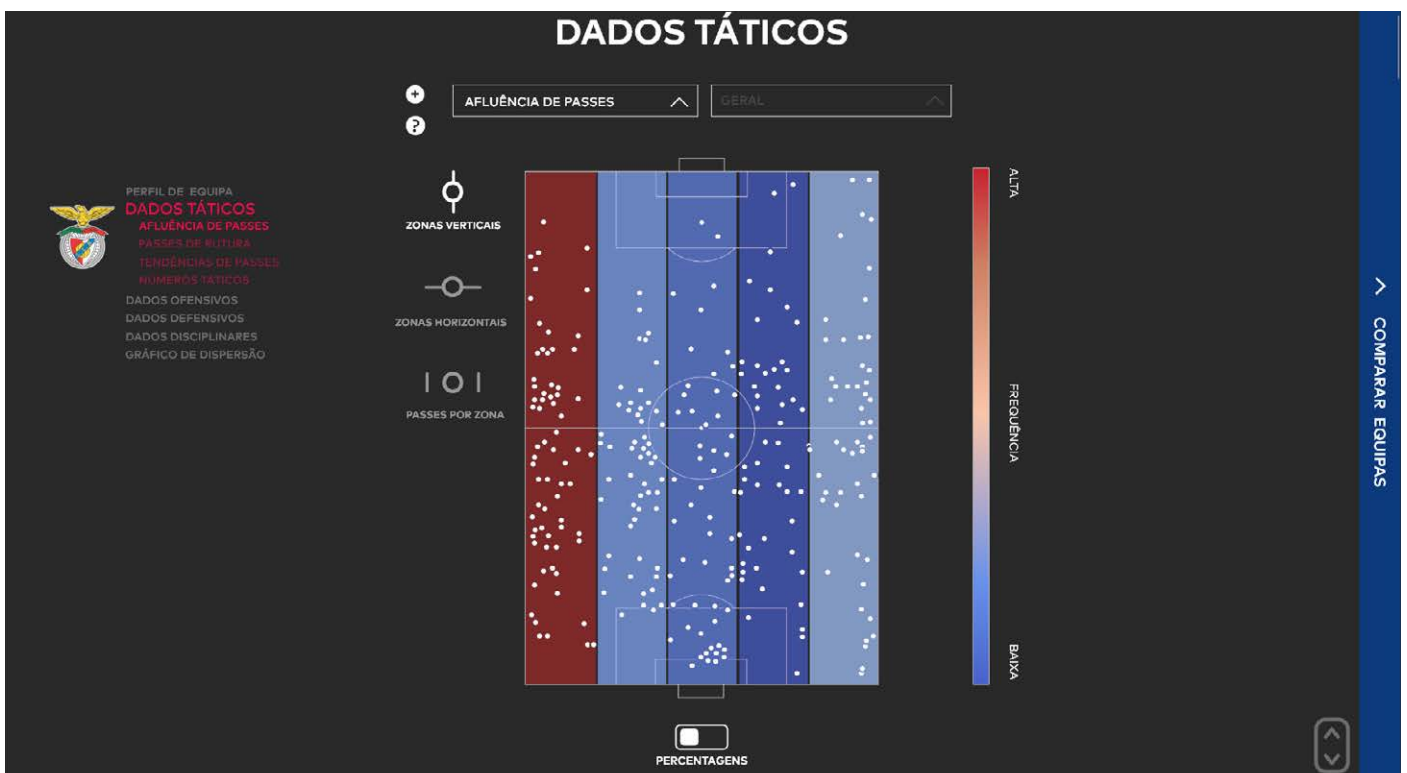 DADOS TÁTICOS
AFLUÊNCIA DE PASSES
GERAL
?
PERFIL DE EQUIPA
DADOS TÁTICOS
AFLUÊNCIA DE PASSES
PASSES DE RUTURA
TENDÊNCIAS DE PASSES
NÚMEROS TÁTICOS
DADOS OFENSIVOS
DADOS DEFENSIVOS
DADOS DISCIPLINARES
GRÁFICO DE DISPERSÃO
ZONAS VERTICAIS
ZONAS HORIZONTAIS
PASSES POR ZONA
ALTA
FREQUÊNCIA
BAIXA
COMPARAR EQUIPAS
PERCENTAGENS